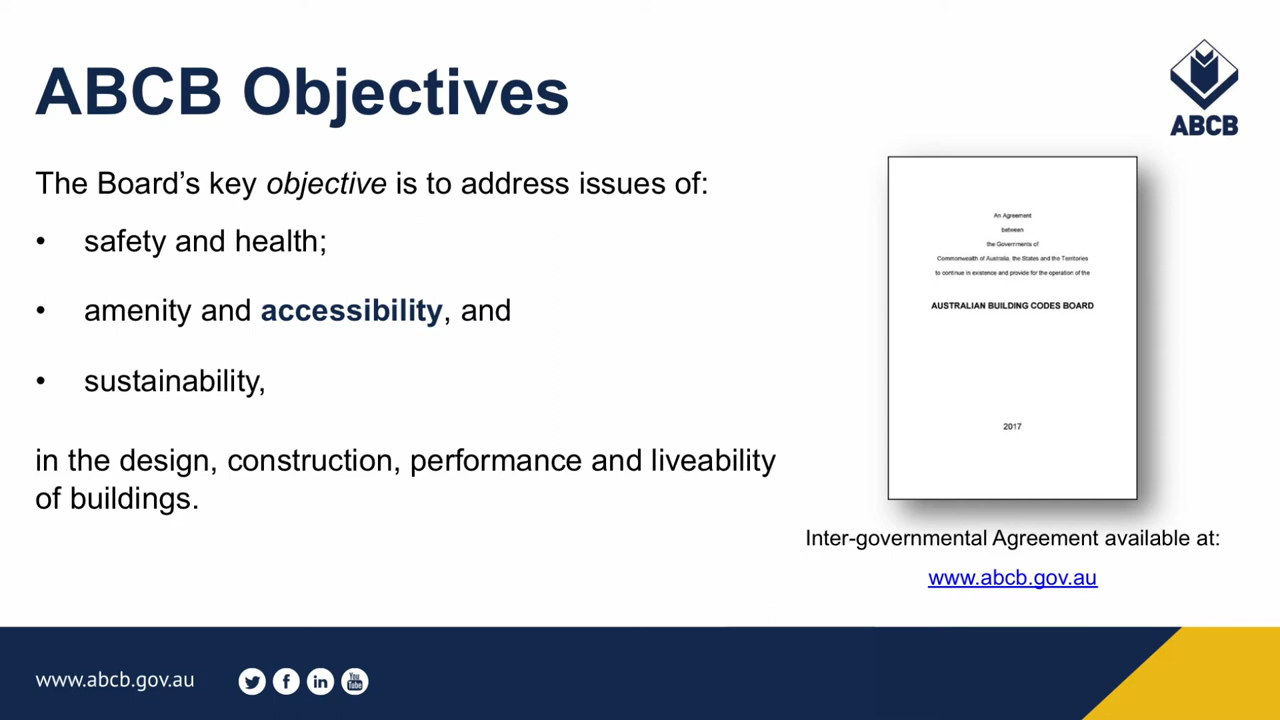 ABCB Objectives
ABCB
The Board’s key objective is to address issues of:
• safety and health;
• amenity and accessibility, and
• sustainability,
in the design, construction, performance and liveability
of buildings.
An Agreement
between
the Governments of
Commonwealth of Australia, the States and the Territories
to continue in existence and provide for the operation of the
AUSTRALIAN BUILDING CODES BOARD
2017
Inter-governmental Agreement available at:
www.abcb.gov.au
www.abcb.gov.au
You
Tube